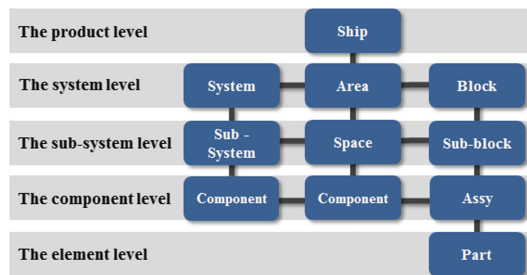 The product level
Ship
The system level
System
Area
Block
The sub-system level
Sub -
System
Space
Sub-block
The component level
Component
Component
Assy
The element level
Part